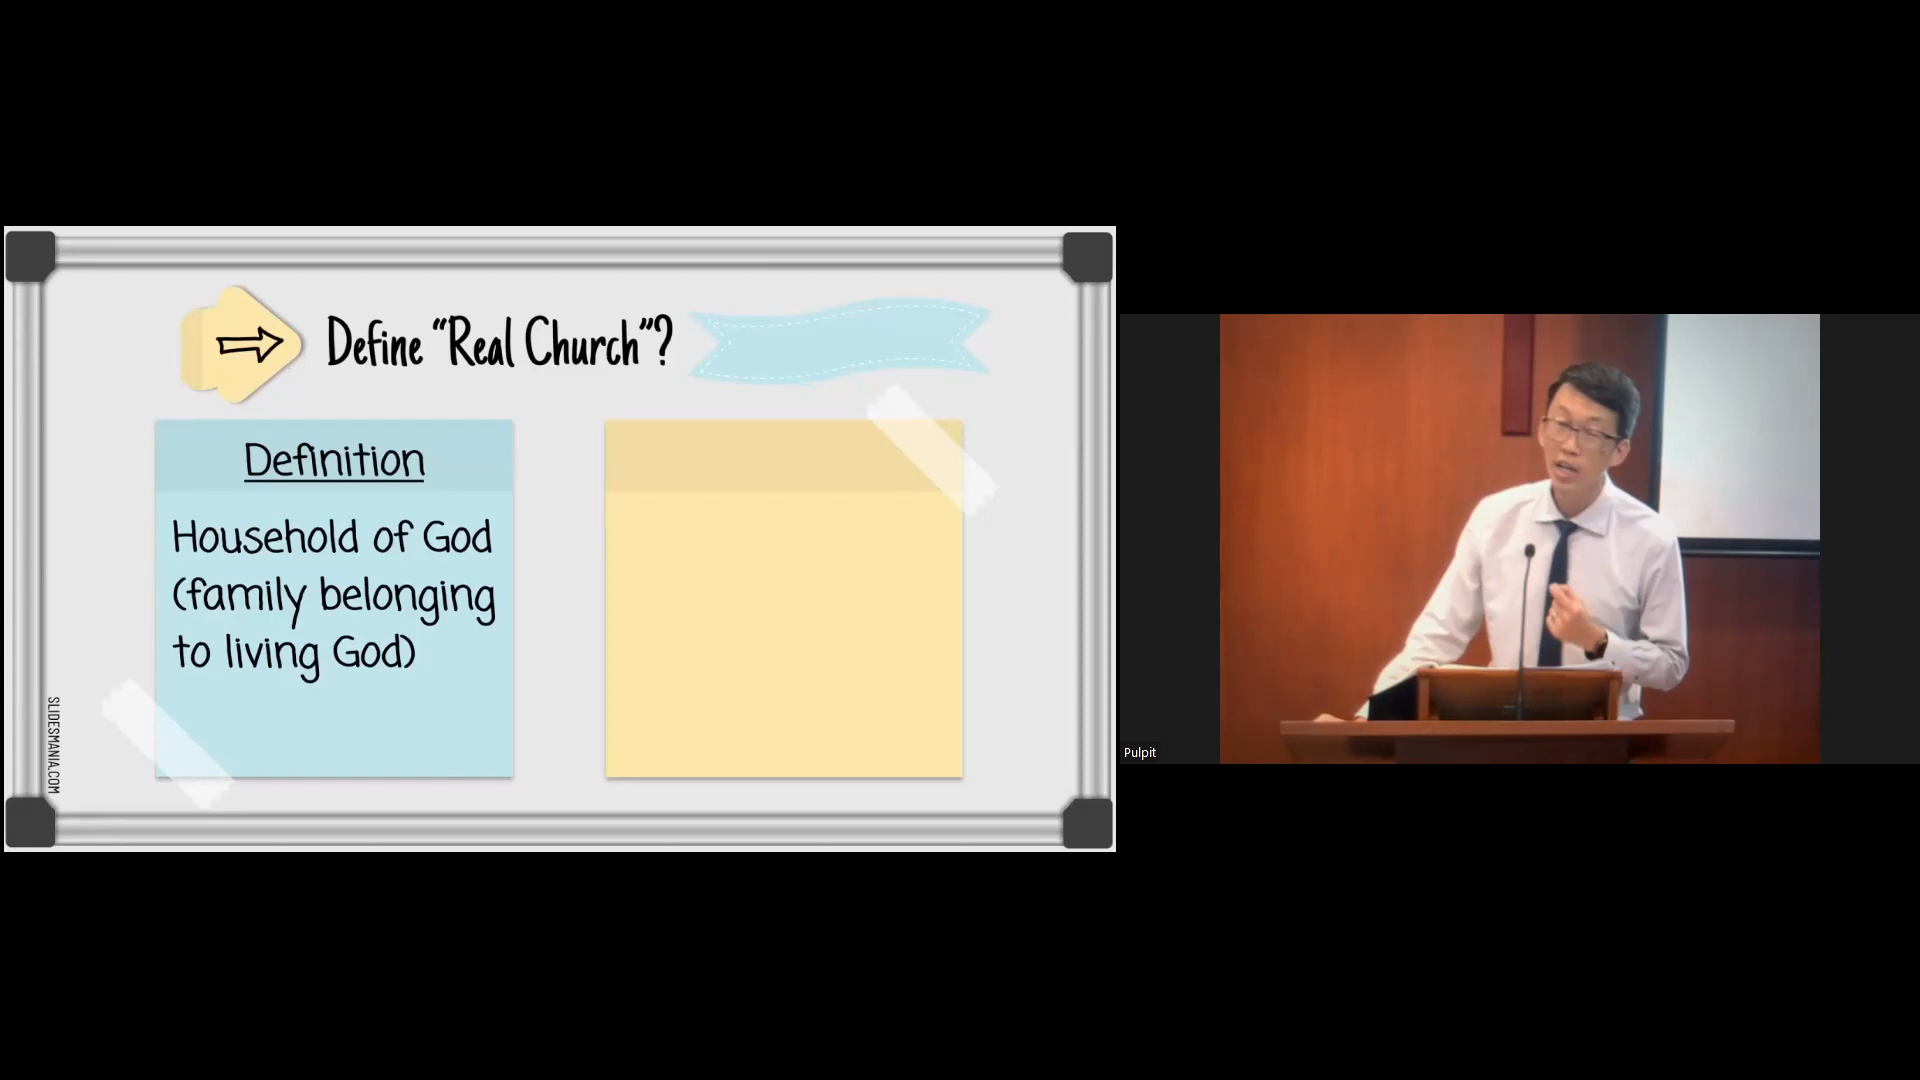 Define “Real Church”?
Definition
Household of God
(family belonging
to living God)
SLIDESMANIA.COM
Pulpit